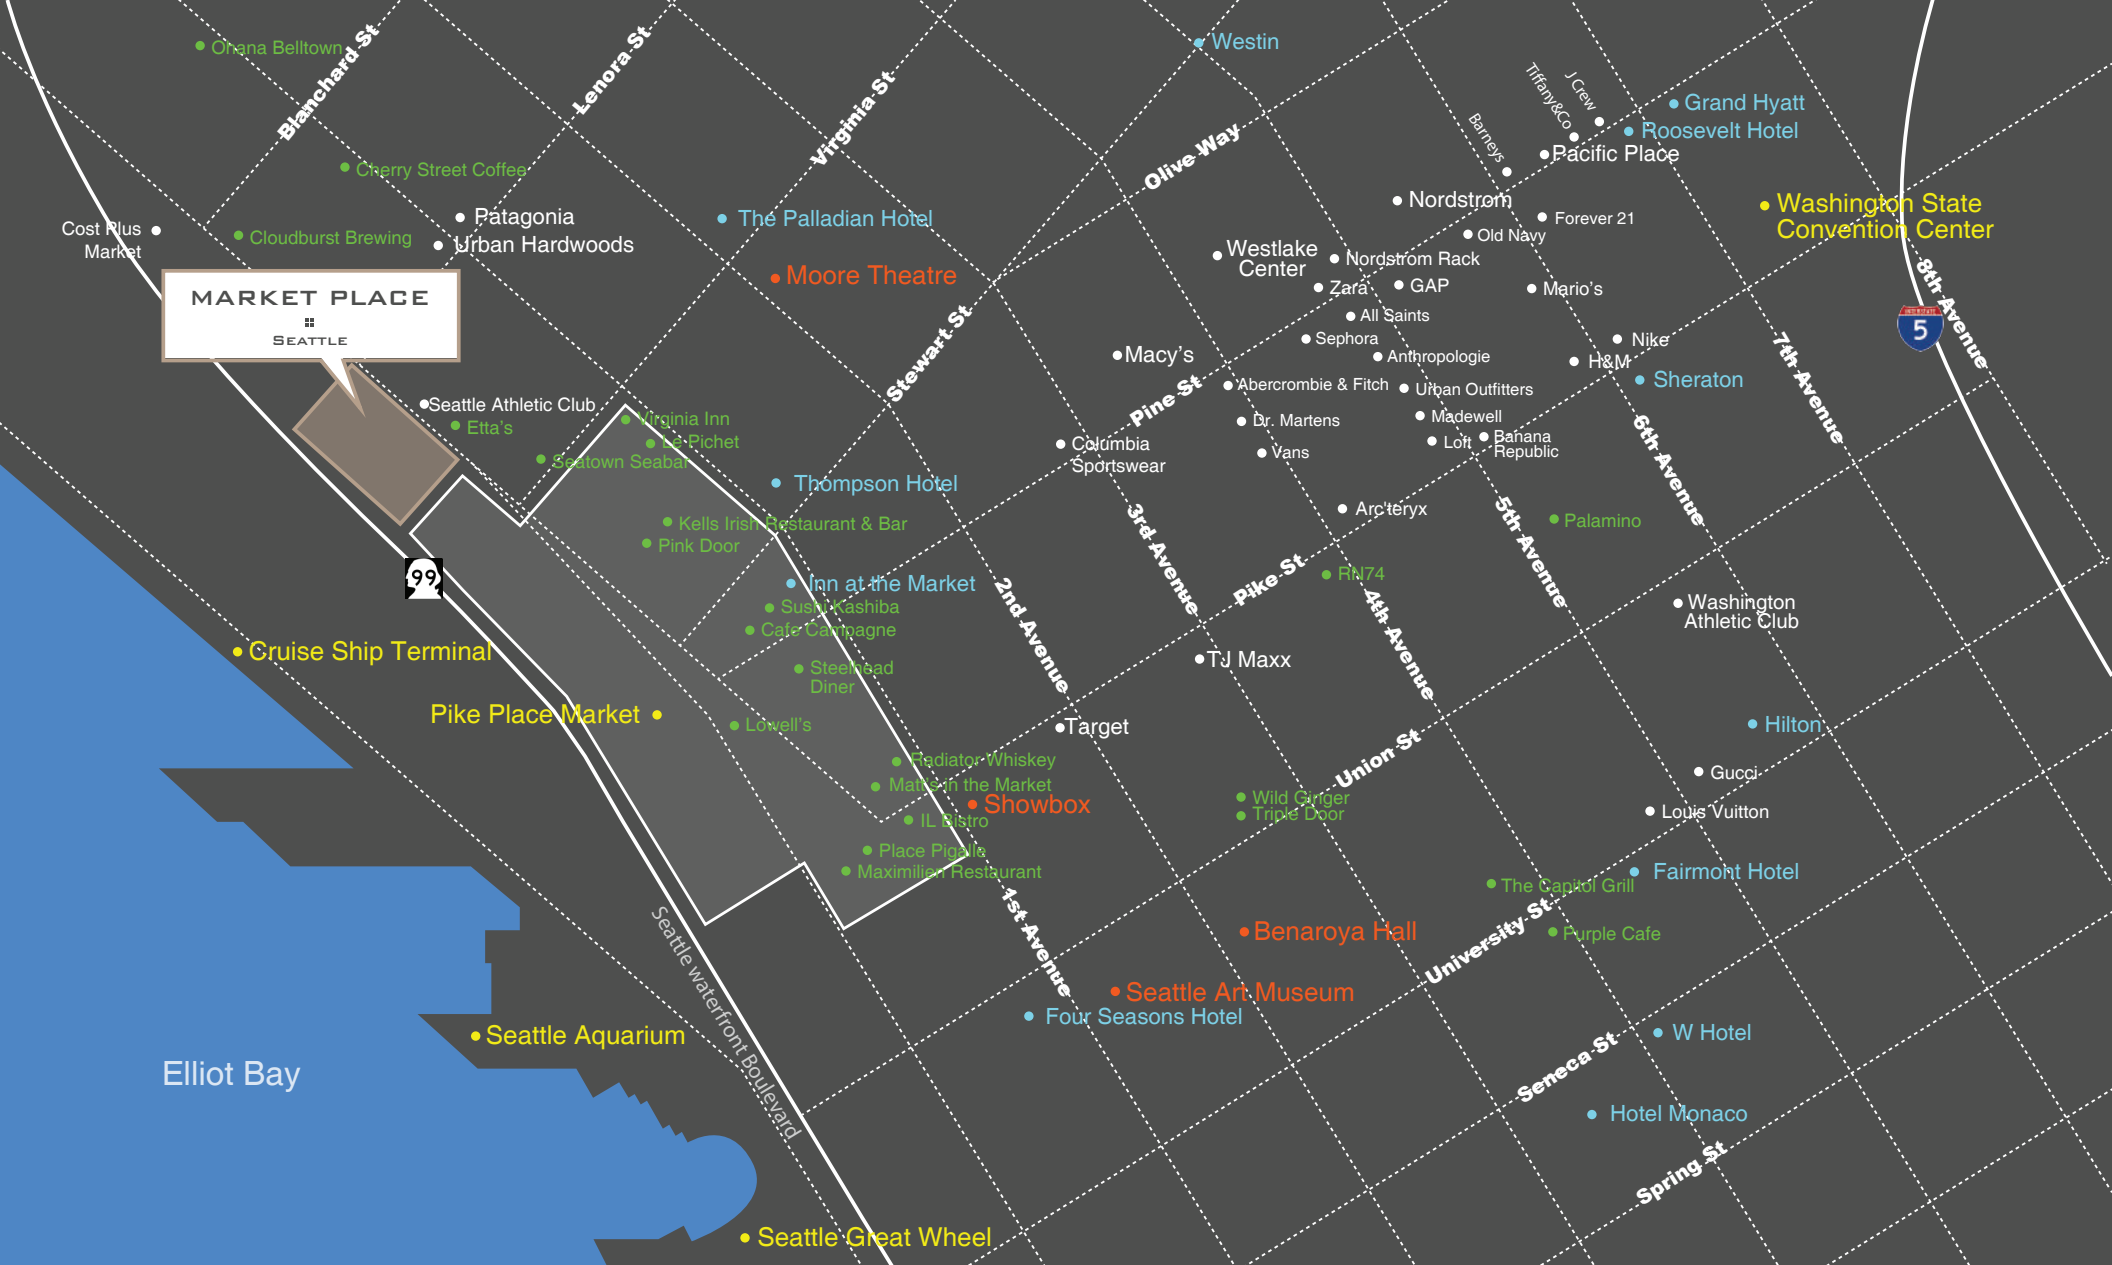 Ohana Belltown
Blanchard St
Lenora St
Virginia St
Westin
Olive Way
Barneys
Tiffany&Co
J Crew
Grand Hyatt
Roosevelt Hotel
Pacific Place
Cherry Street Coffee
Cost Plus
Market
Cloudburst Brewing
Patagonia
Urban Hardwoods
The Palladian Hotel
Moore Theatre
Nordstrom
Forever 21
Old Navy
Westlake
Center
Nordstrom Rack
Zara
GAP
Mario's
Washington State
Convention Center
8th Avenue
INTERSTATE
5
MARKET PLACE
SEATTLE
Stewart St
All Saints
Sephora
Anthropologie
Nike
H&M
Sheraton
7th Avenue
Macy's
Pine St
Abercrombie & Fitch
Urban Outfitters
Dr. Martens
Madewell
Vans
Loft
Banana
Republic
6th Avenue
Seattle Athletic Club
Etta's
Virginia Inn
Le Pichet
Seatown Seabar
Columbia
Sportswear
Thompson Hotel
Kells Irish Restaurant & Bar
Pink Door
3rd Avenue
Arc'teryx
5th Avenue
Palamino
99
Inn at the Market
Sushi Kashiba
Cafe Campagne
2nd Avenue
Pike St
RN74
4th Avenue
Washington
Athletic Club
Cruise Ship Terminal
Steelhead
Diner
TJ Maxx
Pike Place Market
Lowell's
Target
Union St
Hilton
Radiator Whiskey
Matt's in the Market
Showbox
IL Bistro
Wild Ginger
Triple Door
Gucci
Louis Vuitton
Place Pigalle
Maximilien Restaurant
1st Avenue
Fairmont Hotel
The Capitol Grill
University St
Purple Cafe
Benaroya Hall
Seattle Art Museum
Four Seasons Hotel
Seattle waterfront Boulevard
Seattle Aquarium
Elliot Bay
W Hotel
Seneca St
Hotel Monaco
Spring St
Seattle Great Wheel